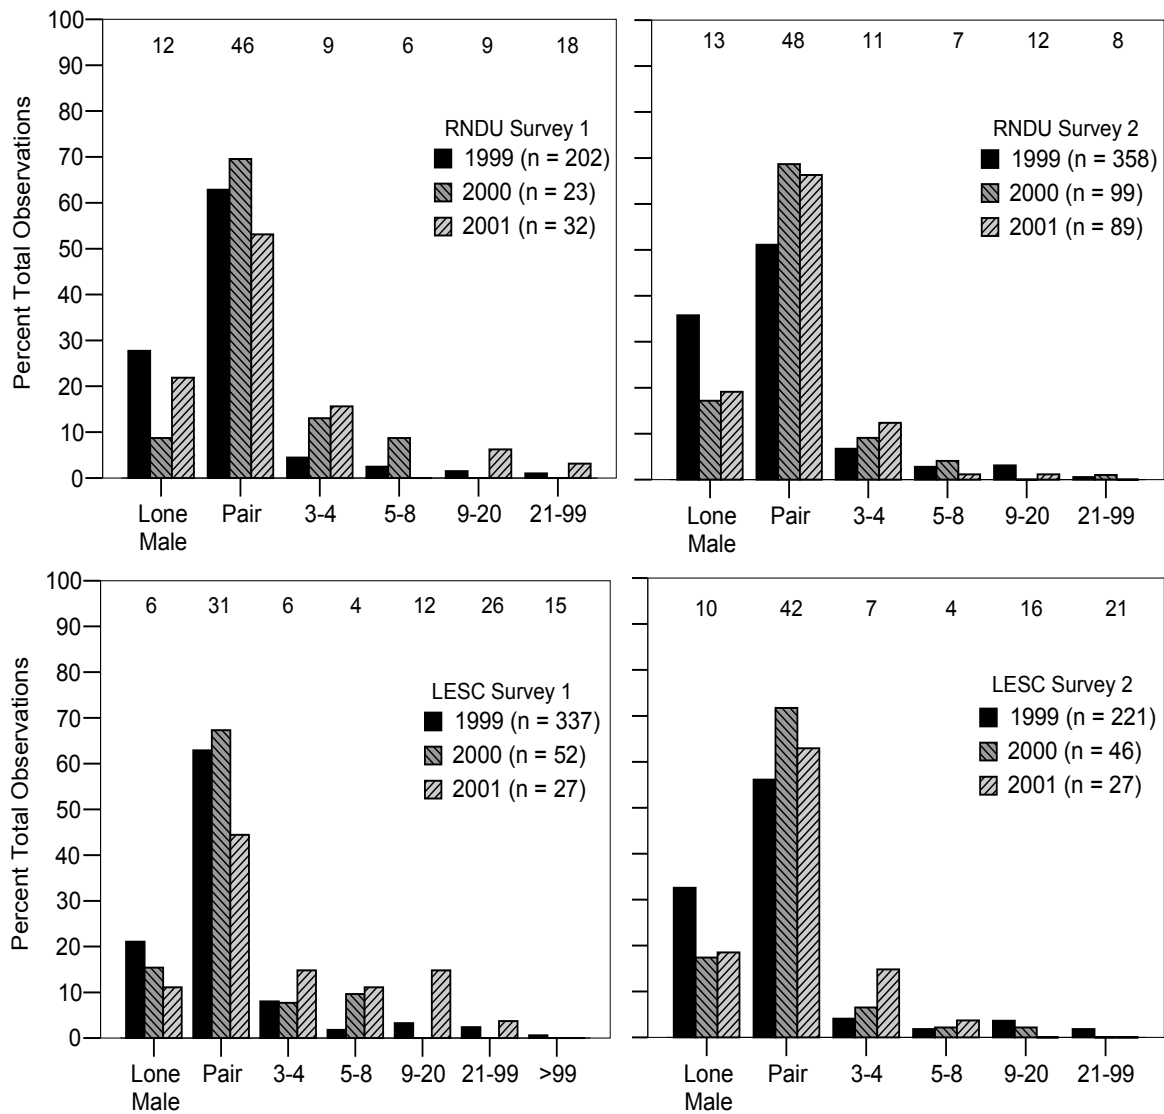 100
90
80
70
60
50
40
30
20
10
0
Percent Total Observations
12 46 9 6 9 18
RNDU Survey 1
1999 (n = 202)
2000 (n = 23)
2001 (n = 32)
Lone Male Pair 3-4 5-8 9-20 21-99
13 48 11 7 12 8
RNDU Survey 2
1999 (n = 358)
2000 (n = 99)
2001 (n = 89)
Lone Male Pair 3-4 5-8 9-20 21-99
100
90
80
70
60
50
40
30
20
10
0
Percent Total Observations
6 31 6 4 12 26 15
LESC Survey 1
1999 (n = 337)
2000 (n = 52)
2001 (n = 27)
Lone Male Pair 3-4 5-8 9-20 21-99 >99
10 42 7 4 16 21
LESC Survey 2
1999 (n = 221)
2000 (n = 46)
2001 (n = 27)
Lone Male Pair 3-4 5-8 9-20 21-99